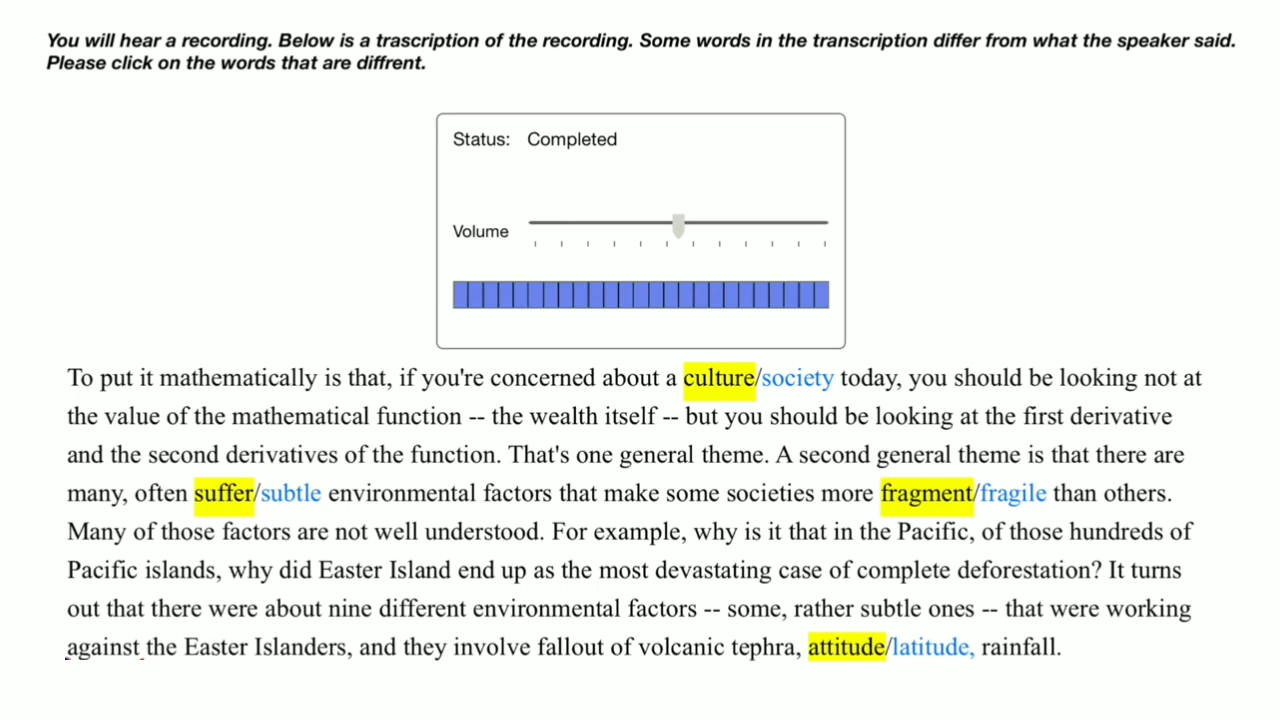 You will hear a recording. Below is a trascription of the recording. Some words in the transcription differ from what the speaker said.
Please click on the words that are diffrent.
Status: Completed
Volume
To put it mathematically is that, if you're concerned about a culture/society today, you should be looking not at
the value of the mathematical function -- the wealth itself -- but you should be looking at the first derivative
and the second derivatives of the function. That's one general theme. A second general theme is that there are
many, often suffer/subtle environmental factors that make some societies more fragment/fragile than others.
Many of those factors are not well understood. For example, why is it that in the Pacific, of those hundreds of
Pacific islands, why did Easter Island end up as the most devastating case of complete deforestation? It turns
out that there were about nine different environmental factors -- some, rather subtle ones -- that were working
against the Easter Islanders, and they involve fallout of volcanic tephra, attitude/latitude, rainfall.